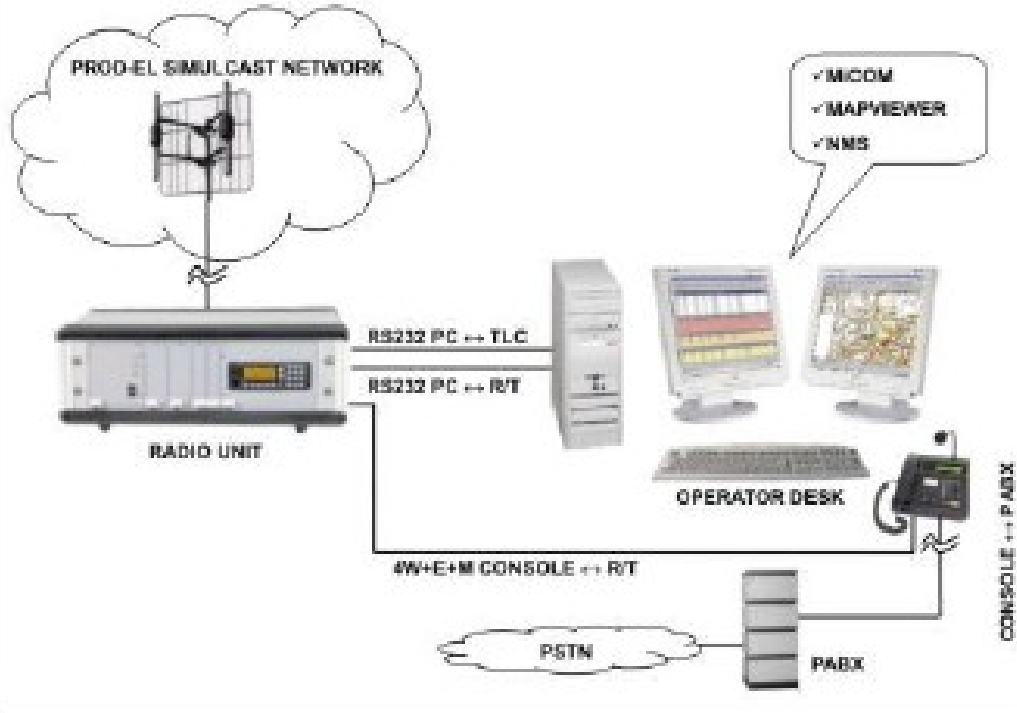 PROD-EL SIMULCAST NETWORK
✓MiCOM
✓MAPVIEWER
✓NMS
RS232 PC ↔ TLC
RS232 PC ↔ R/T
RADIO UNIT
OPERATOR DESK
CONSOLE ↔ PABX
4W+E+M CONSOLE ↔ R/T
PSTN
PABX